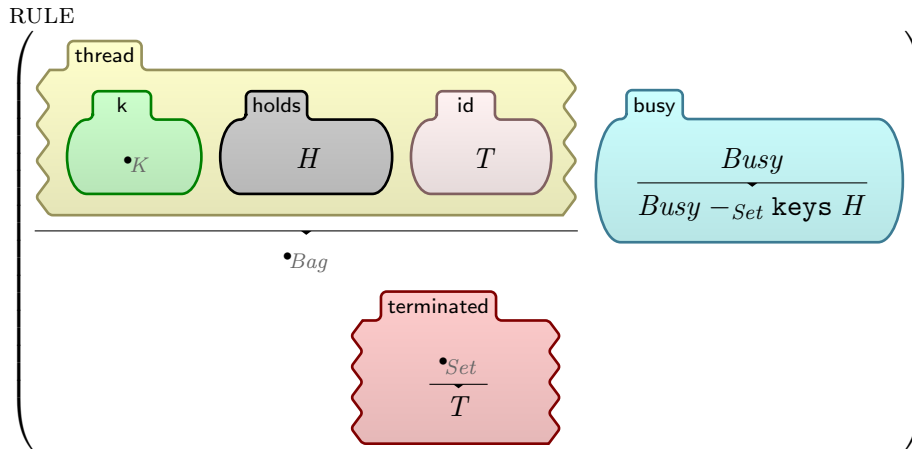 RULE
thread
k holds id busy
•K H T Busy
Busy −Set keys H
•Bag
terminated
•Set
T